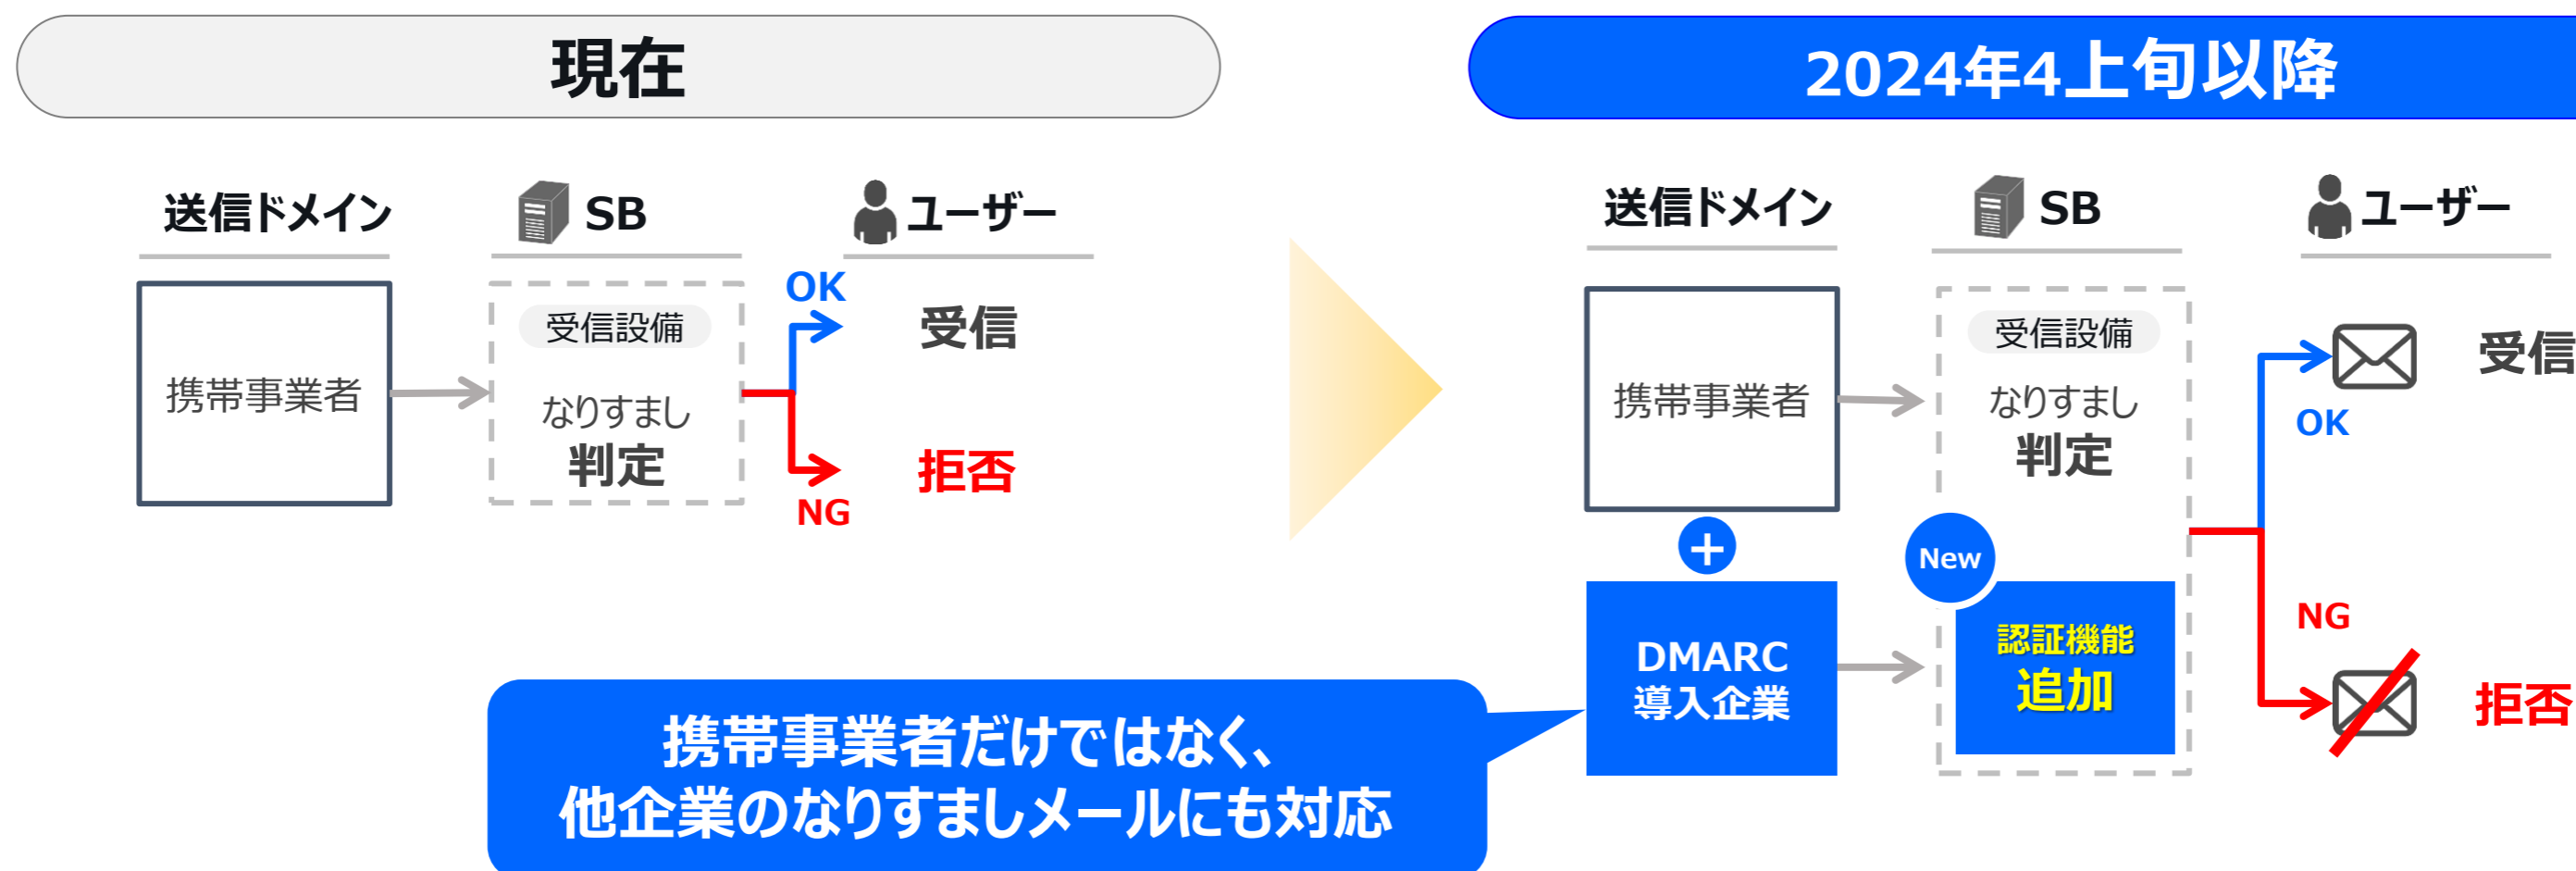 現在
送信ドメイン
SB
ユーザー
携帯事業者
受信設備
なりすまし
判定
OK
受信
NG
拒否
2024年4上旬以降
送信ドメイン
SB
ユーザー
携帯事業者
受信設備
なりすまし
判定
受信
OK
+
New
DMARC
導入企業
認証機能
追加
NG
拒否
携帯事業者だけではなく、
他企業のなりすましメールにも対応